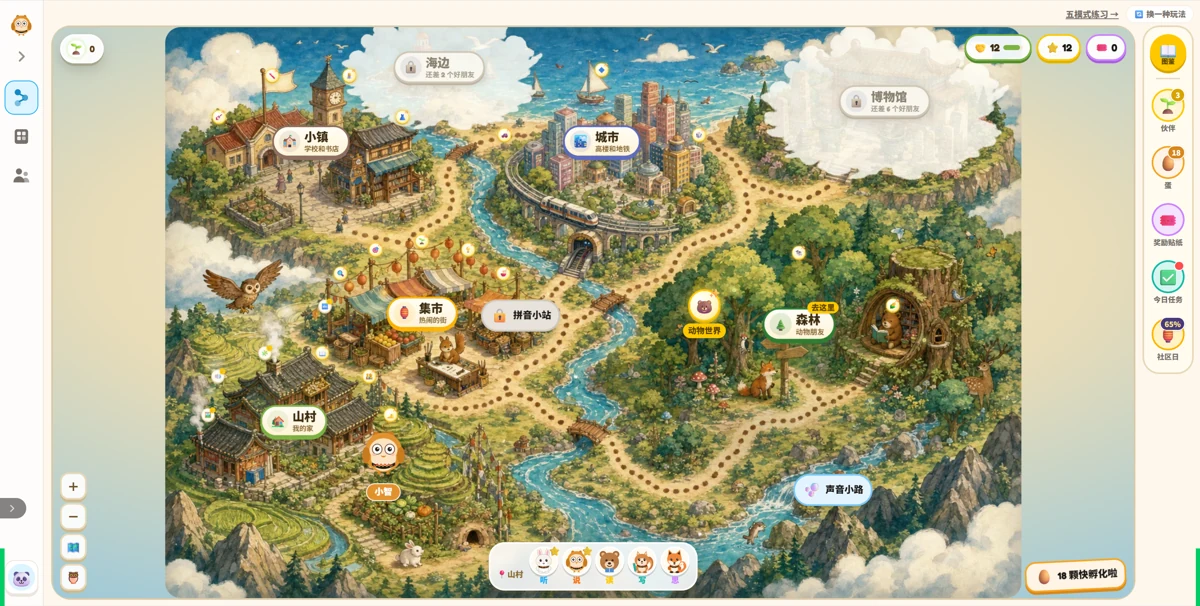 五模式练习 →
换一种玩法
0
12
12
0
海边
还差 2 个好朋友
博物馆
还差 6 个好朋友
图鉴
小镇
学校和书店
城市
高楼和地铁
3
伙伴
18
蛋
奖励贴纸
集市
热闹的街
拼音小站
动物世界
去这里
森林
动物朋友
今日任务
65%
社区日
山村
我的家
小智
声音小路
+
−
山村
听
说
读
写
思
18 颗快孵化啦